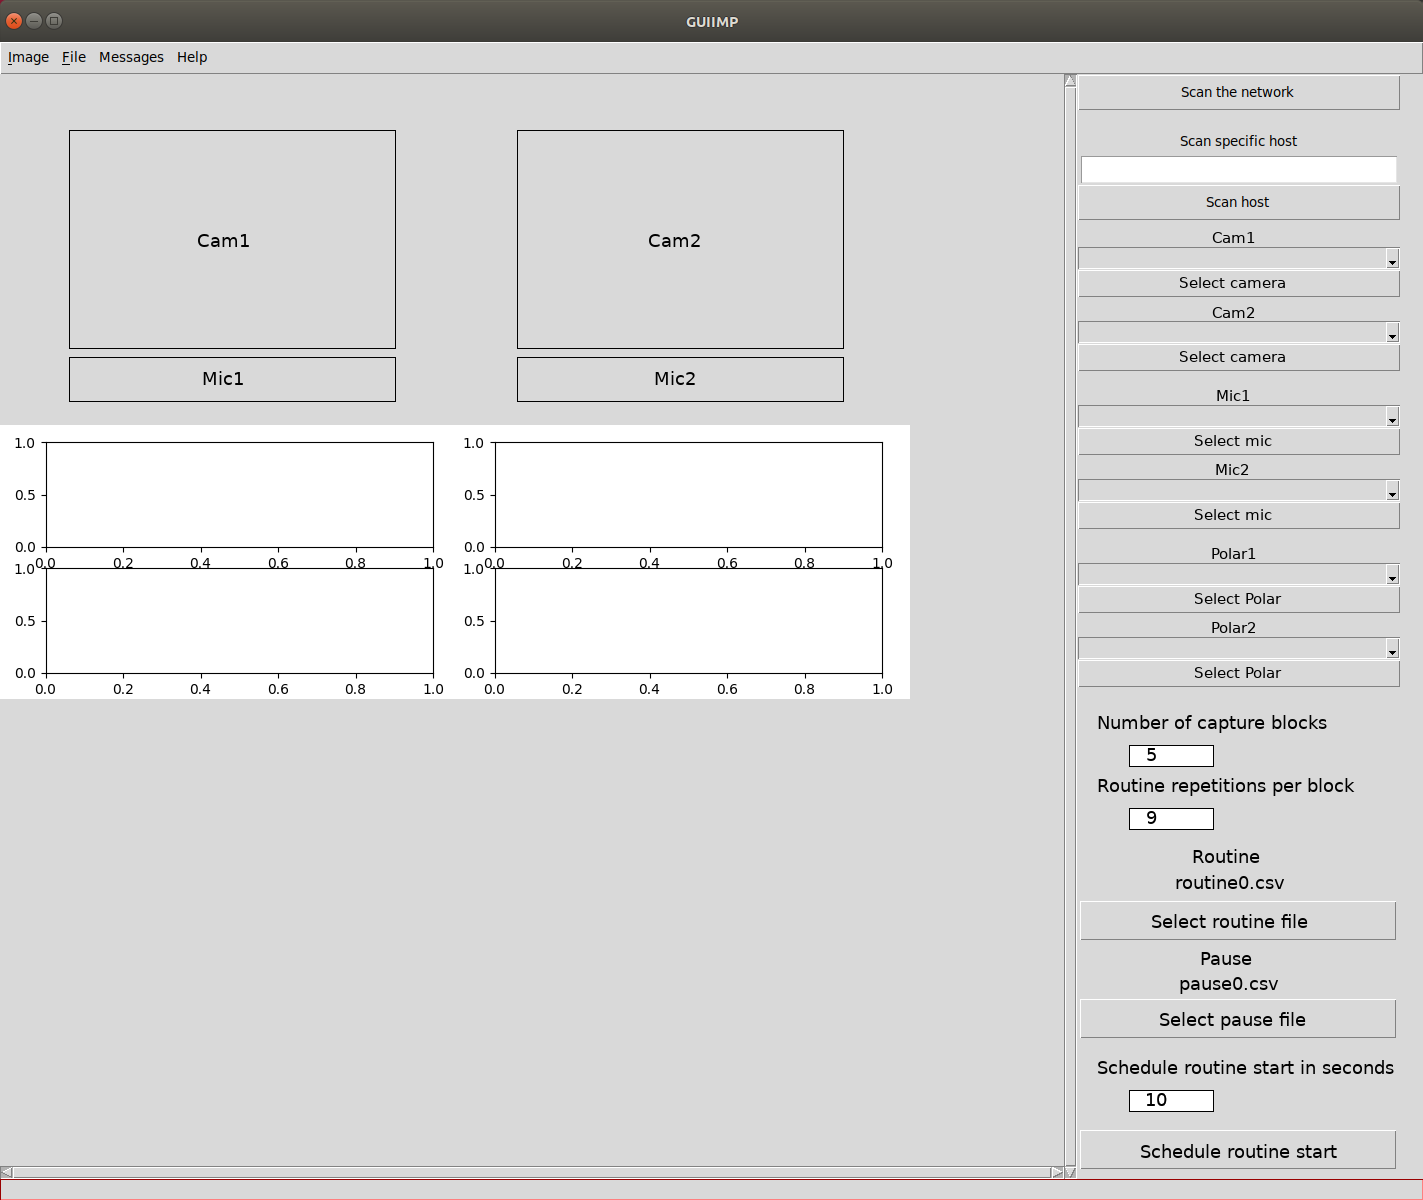 GUIIMP
Image File Messages Help
Cam1 Cam2
Mic1 Mic2
1.0 1.0
0.5 0.5
0.0 0.0
0.0 0.2 0.4 0.6 0.8 1.0 0.0 0.2 0.4 0.6 0.8 1.0
1.0 1.0
0.5 0.5
0.0 0.0
0.0 0.2 0.4 0.6 0.8 1.0 0.0 0.2 0.4 0.6 0.8 1.0
Scan the network
Scan specific host
Scan host
Cam1
Select camera
Cam2
Select camera
Mic1
Select mic
Mic2
Select mic
Polar1
Select Polar
Polar2
Select Polar
Number of capture blocks
5
Routine repetitions per block
9
Routine
routine0.csv
Select routine file
Pause
pause0.csv
Select pause file
Schedule routine start in seconds
10
Schedule routine start